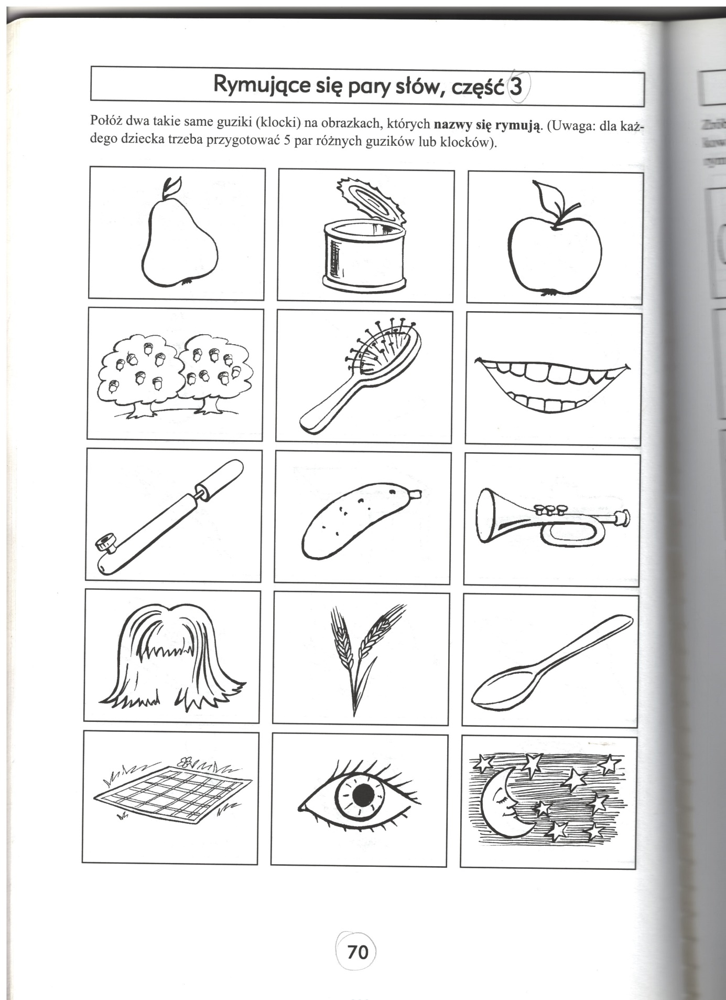 Rymujące się pary słów, część 3
Połóż dwa takie same guziki (klocki) na obrazkach, których nazwy się rymują. (Uwaga: dla każ-
dego dziecka trzeba przygotować 5 par różnych guzików lub klocków).
70